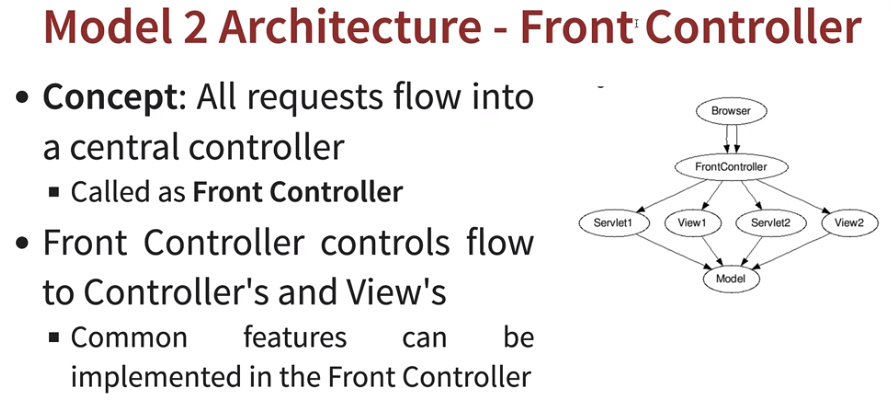 Model 2 Architecture - Front Controller
• Concept: All requests flow into
a central controller
▪ Called as Front Controller
• Front Controller controls flow
to Controller's and View's
▪ Common features can be
implemented in the Front Controller
Browser
FrontController
Servlet1 View1 Servlet2 View2
Model